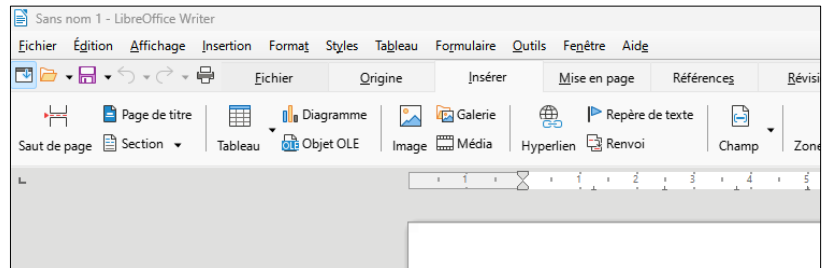 Sans nom 1 - LibreOffice Writer
Fichier Édition Affichage Insertion Format Styles Tableau Formulaire Outils Fenêtre Aide
Fichier Origine Insérer Mise en page Références Révisi
Page de titre Diagramme Galerie Repère de texte
Saut de page Section Tableau Objet OLE Image Média Hyperlien Renvoi Champ Zone
1 1 2 3 4 5